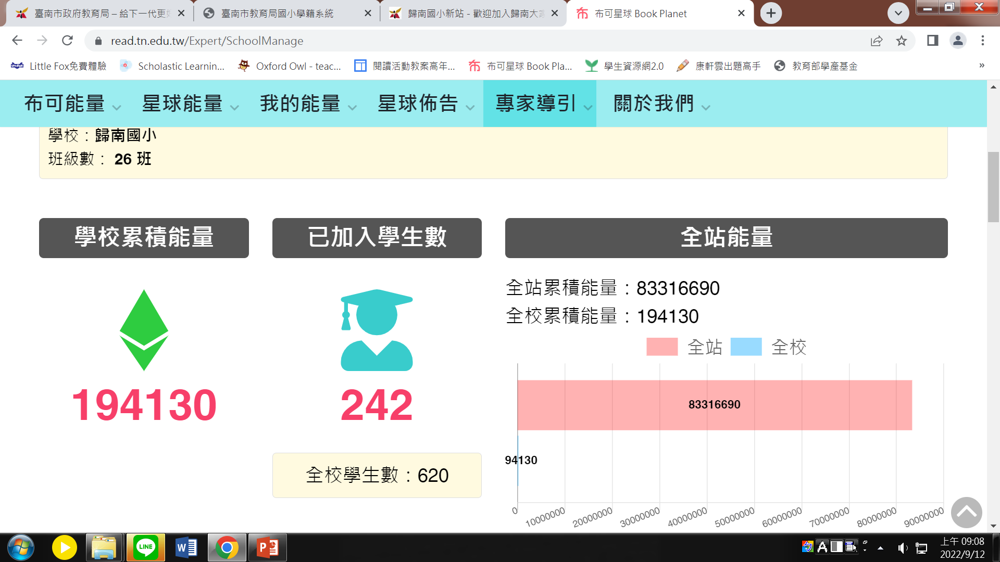 臺南市政府教育局 – 給下一代更
臺南市教育局國小學籍系統
歸南國小新站 - 歡迎加入歸南大
布可星球 Book Planet
read.tn.edu.tw/Expert/SchoolManage
Little Fox免費體驗
Scholastic Learnin...
Oxford Owl - teac...
閱讀活動教案高年...
布可星球 Book Pla...
學生資源網2.0
康軒雲出題高手
教育部學產基金
布可能量
星球能量
我的能量
星球佈告
專家導引
關於我們
學校：歸南國小
班級數： 26 班
學校累積能量
已加入學生數
全站能量
全站累積能量：83316690
全校累積能量：194130
全站
全校
194130
242
全校學生數：620
83316690
94130
0
10000000
20000000
30000000
40000000
50000000
60000000
70000000
80000000
90000000
LINE
上午 09:08
2022/9/12